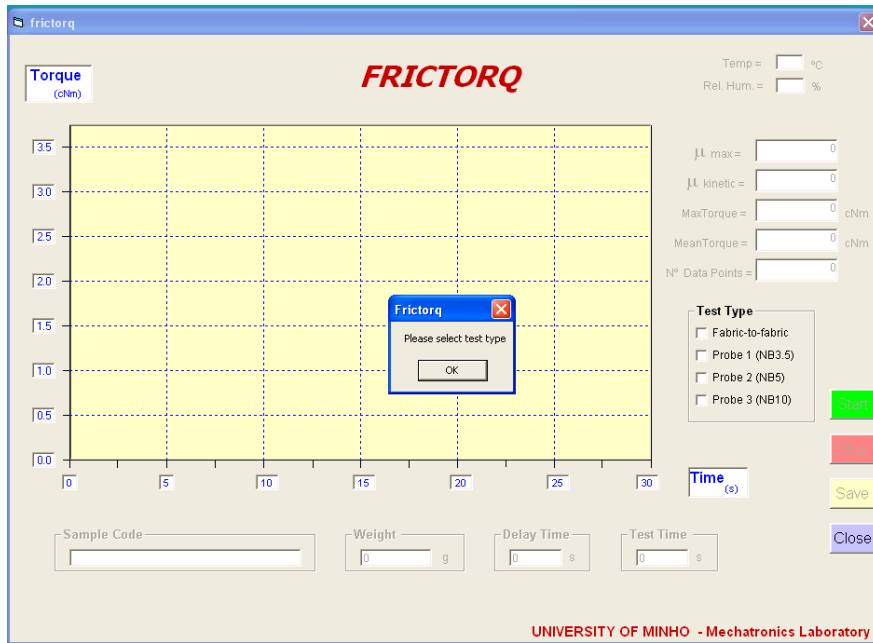 frictorq
Torque
(cNm)
FRICTORQ
Temp = ºC
Rel. Hum. = %
3.5
3.0
2.5
2.0
1.5
1.0
0.5
0.0
0 5 10 15 20 25 30
Time
(s)
μ max = 0
μ kinetic = 0
MaxTorque = 0 cNm
MeanTorque = 0 cNm
Nº Data Points = 0
Frictorq
Please select test type
OK
Test Type
Fabric-to-fabric
Probe 1 (NB3.5)
Probe 2 (NB5)
Probe 3 (NB10)
Start
Save
Close
Sample Code
Weight
0 g
Delay Time
0 s
Test Time
0 s
UNIVERSITY OF MINHO - Mechatronics Laboratory